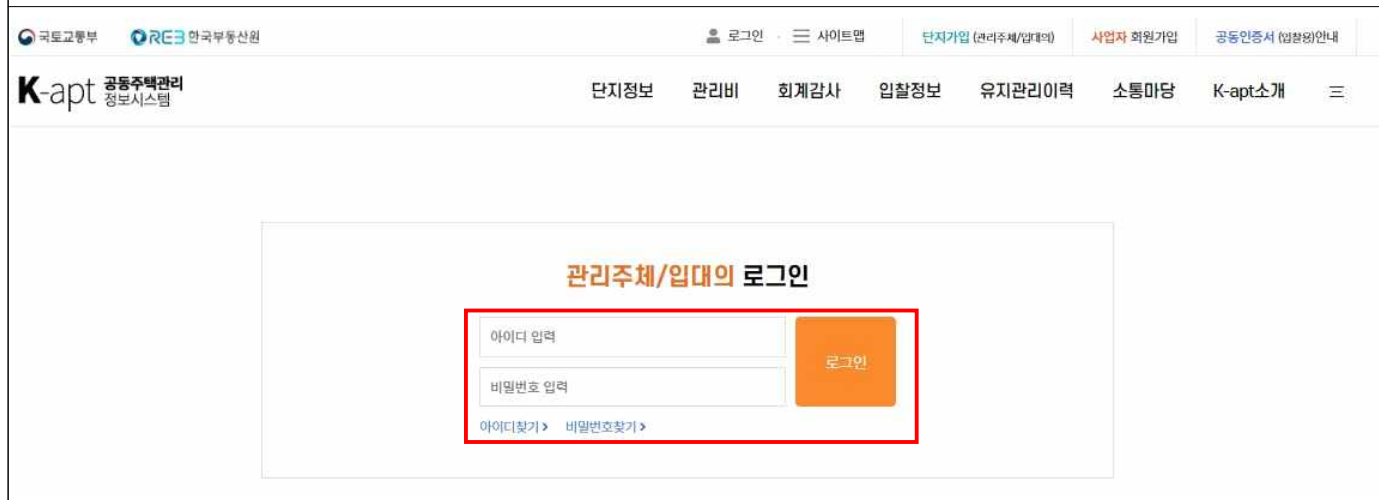 국토교통부 REB 한국부동산원 로그인 · 사이트맵 단지가입 (관리주체/입대의) 사업자 회원가입 공동인증서 (입찰용)안내
K-apt 공동주택관리 정보시스템 단지정보 관리비 회계감사 입찰정보 유지관리이력 소통마당 K-apt소개
관리주체/입대의 로그인
아이디 입력
로그인
비밀번호 입력
아이디찾기 > 비밀번호찾기 >